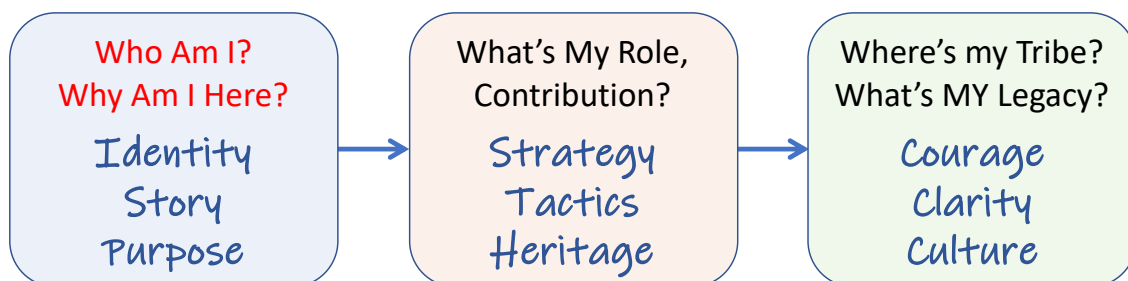 Who Am I?
Why Am I Here?
Identity
Story
Purpose
What’s My Role,
Contribution?
Strategy
Tactics
Heritage
Where’s my Tribe?
What’s MY Legacy?
Courage
Clarity
Culture